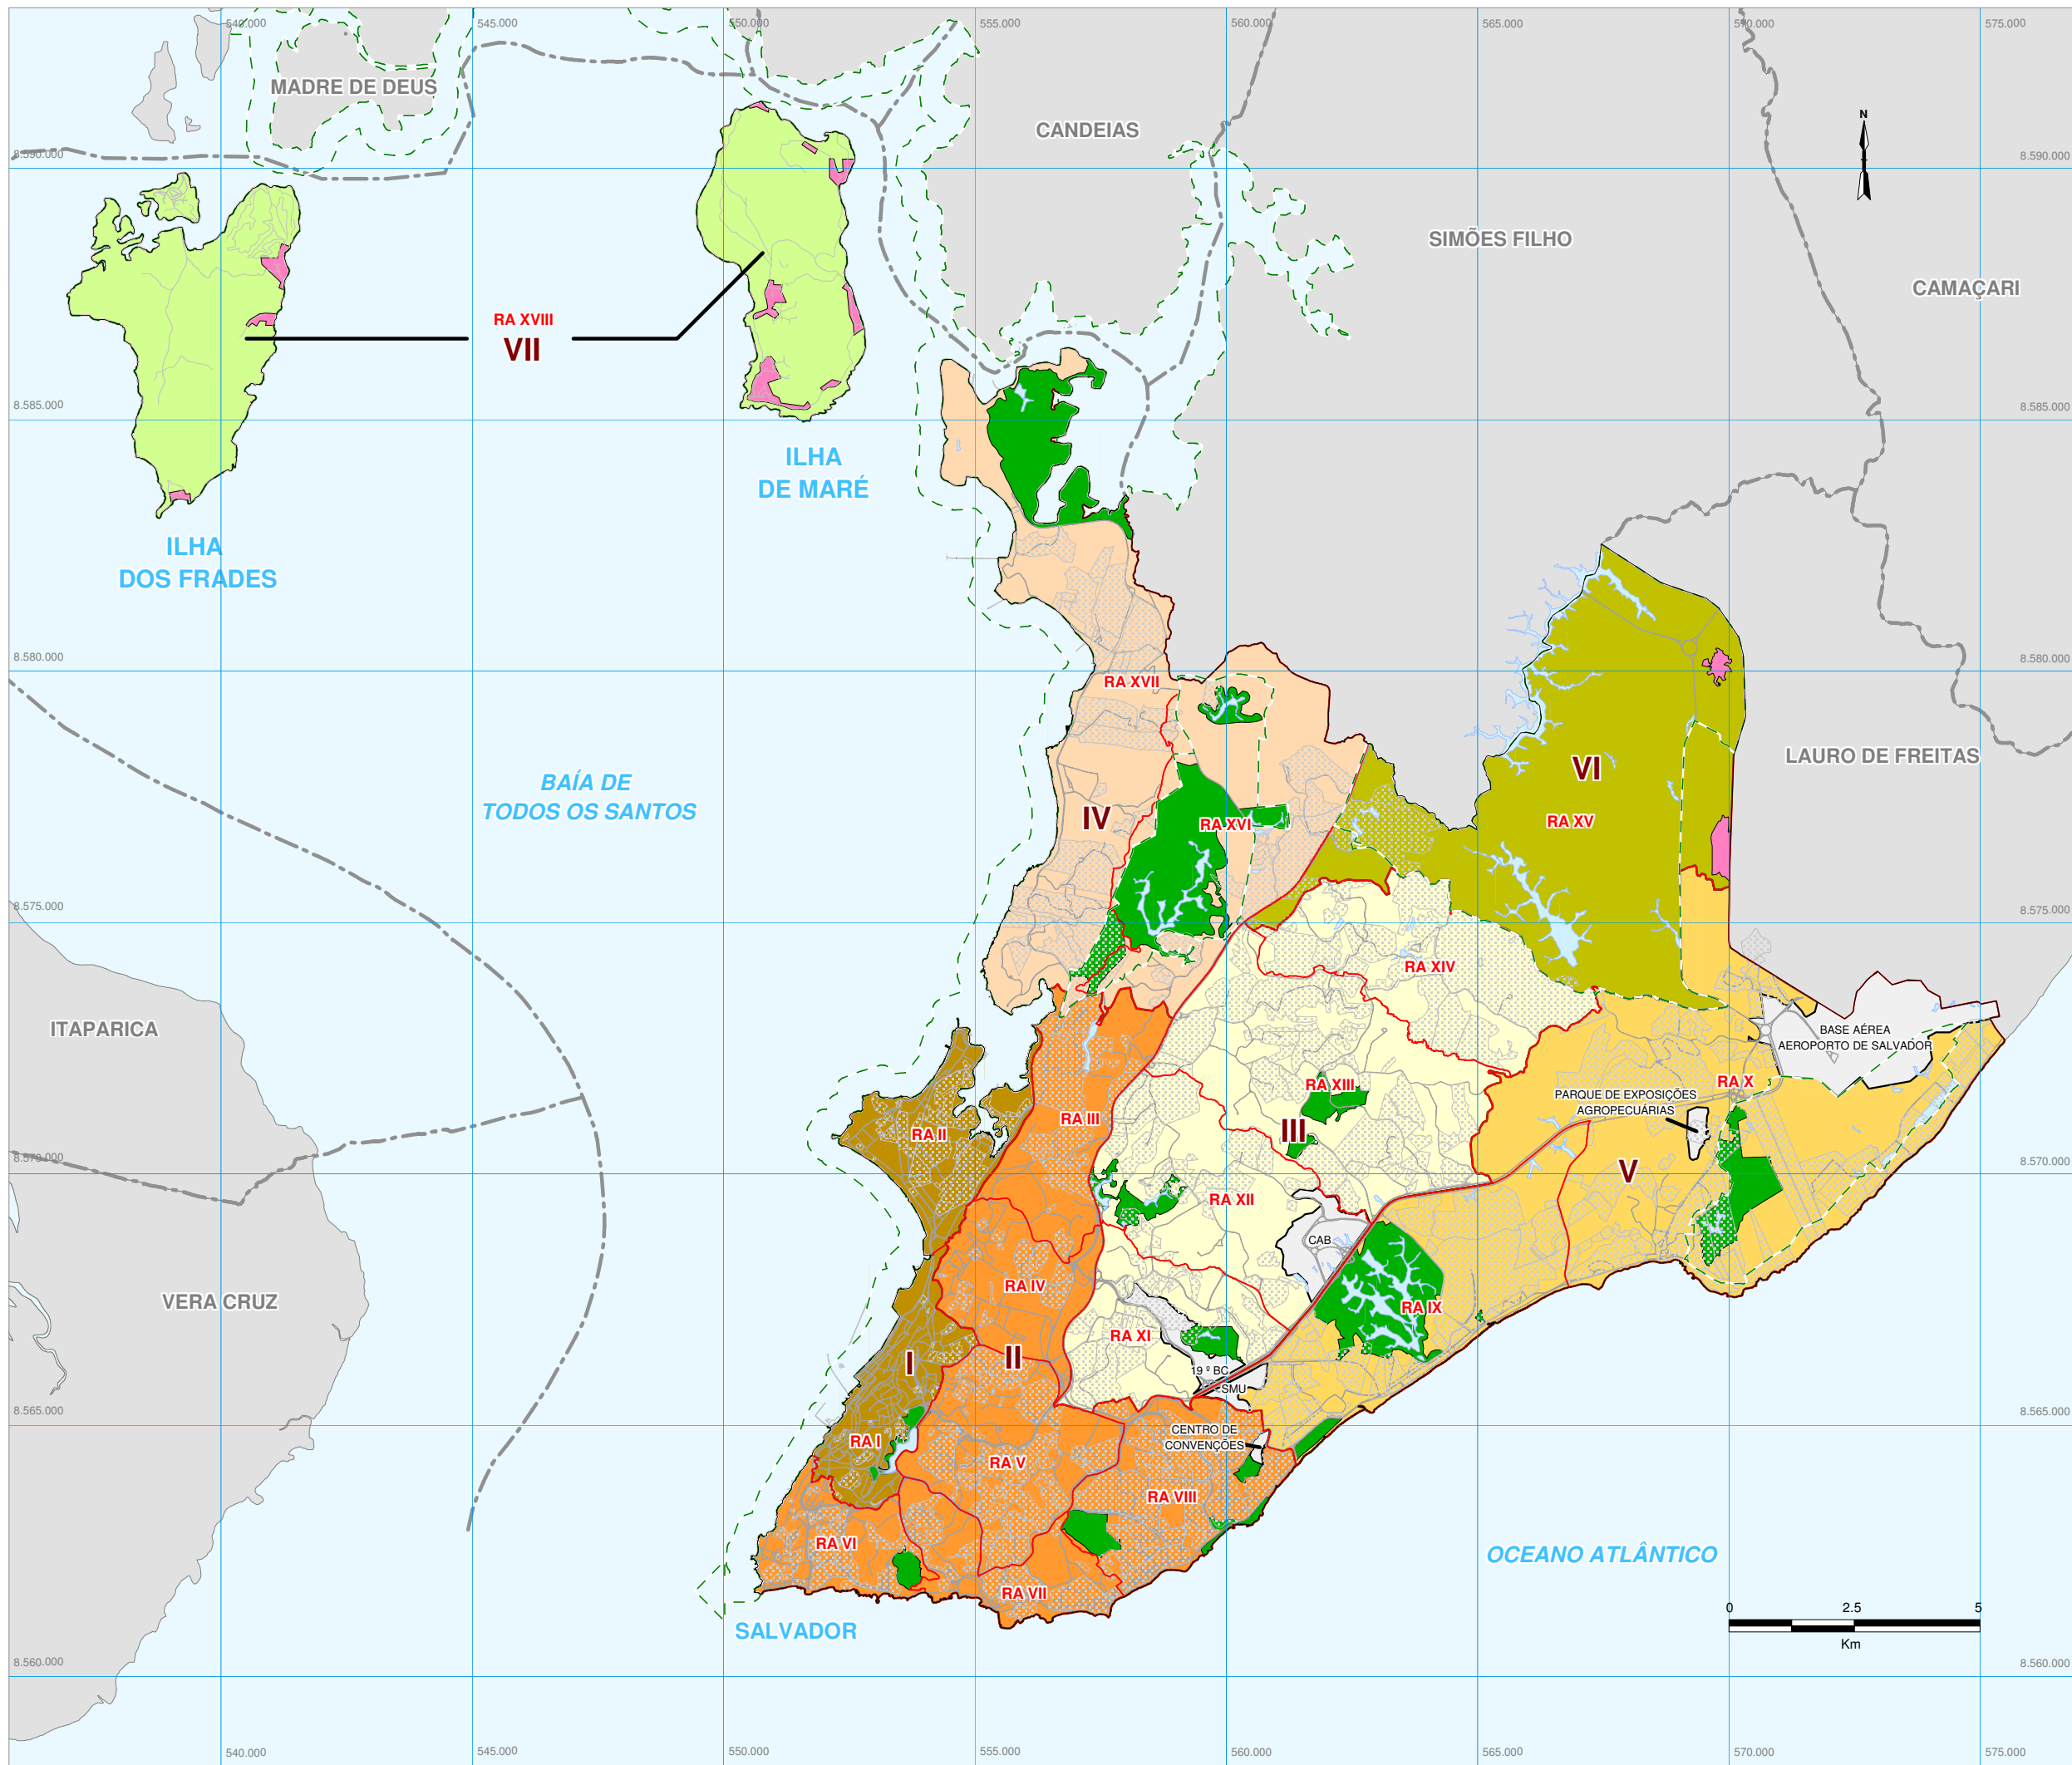 540.000
545.000
550.000
555.000
560.000
565.000
570.000
575.000
MADRE DE DEUS
CANDEIAS
N
8.590.000
8.590.000
SIMÕES FILHO
CAMAÇARI
RA XVIII
VII
8.585.000
8.585.000
ILHA
DE MARÉ
ILHA
DOS FRADES
8.580.000
8.580.000
RA XVII
LAURO DE FREITAS
VI
BAÍA DE
TODOS OS SANTOS
IV
RA XVI
RA XV
8.575.000
8.575.000
RA XIV
ITAPARICA
BASE AÉREA
AEROPORTO DE SALVADOR
RA X
RA XIII
PARQUE DE EXPOSIÇÕES
AGROPECUÁRIAS
RA III
III
RA II
8.570.000
8.570.000
V
RA XII
CAB
RA IV
VERA CRUZ
RA IX
RA XI
I
II
19 º BC
SMU
8.565.000
8.565.000
CENTRO DE
CONVENÇÕES
RA I
RA V
RA VIII
RA VI
OCEANO ATLÂNTICO
RA VII
SALVADOR
0
2.5
5
Km
8.560.000
8.560.000
540.000
545.000
550.000
555.000
560.000
565.000
570.000
575.000